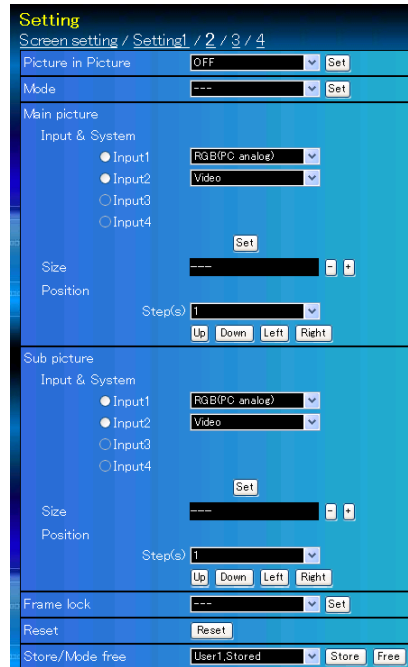 Setting
Screen setting / Setting1 / 2 / 3 / 4
Picture in Picture OFF Set
Mode --- Set
Main picture
Input & System
Input1 RGB(PC analog)
Input2 Video
Input3
Input4
Set
Size --- - +
Position
Step(s) 1
Up Down Left Right
Sub picture
Input & System
Input1 RGB(PC analog)
Input2 Video
Input3
Input4
Set
Size --- - +
Position
Step(s) 1
Up Down Left Right
Frame lock --- Set
Reset Reset
Store/Mode free User1,Stored Store Free